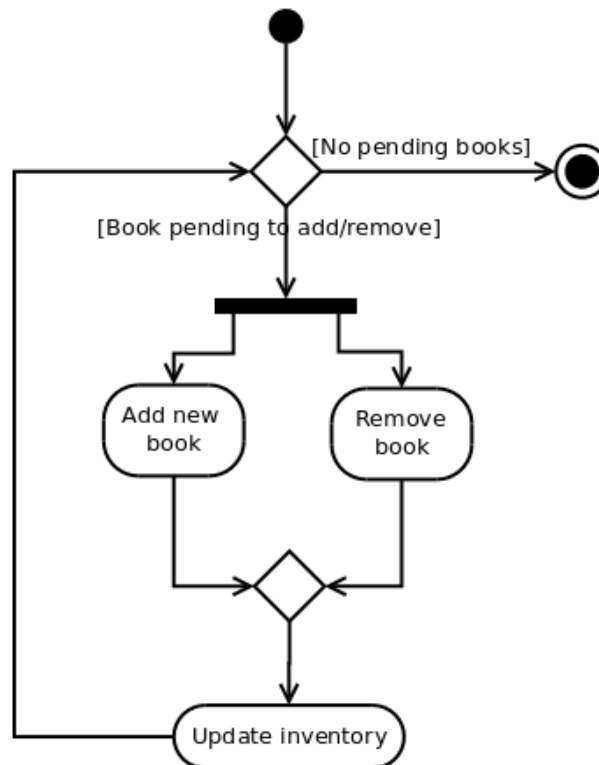 [No pending books]
[Book pending to add/remove]
Add new
book
Remove
book
Update inventory